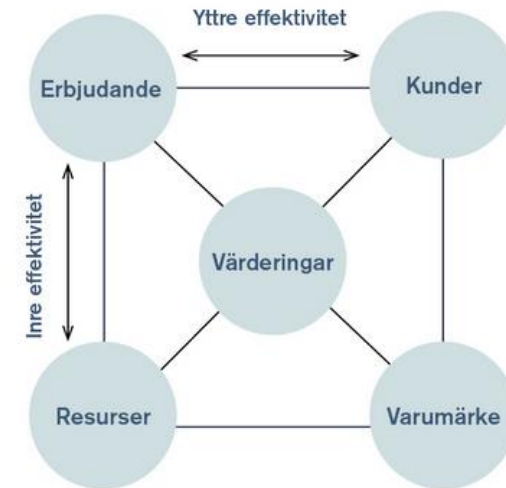 Yttre effektivitet
Erbjudande
Kunder
Inre effektivitet
Värderingar
Resurser
Varumärke